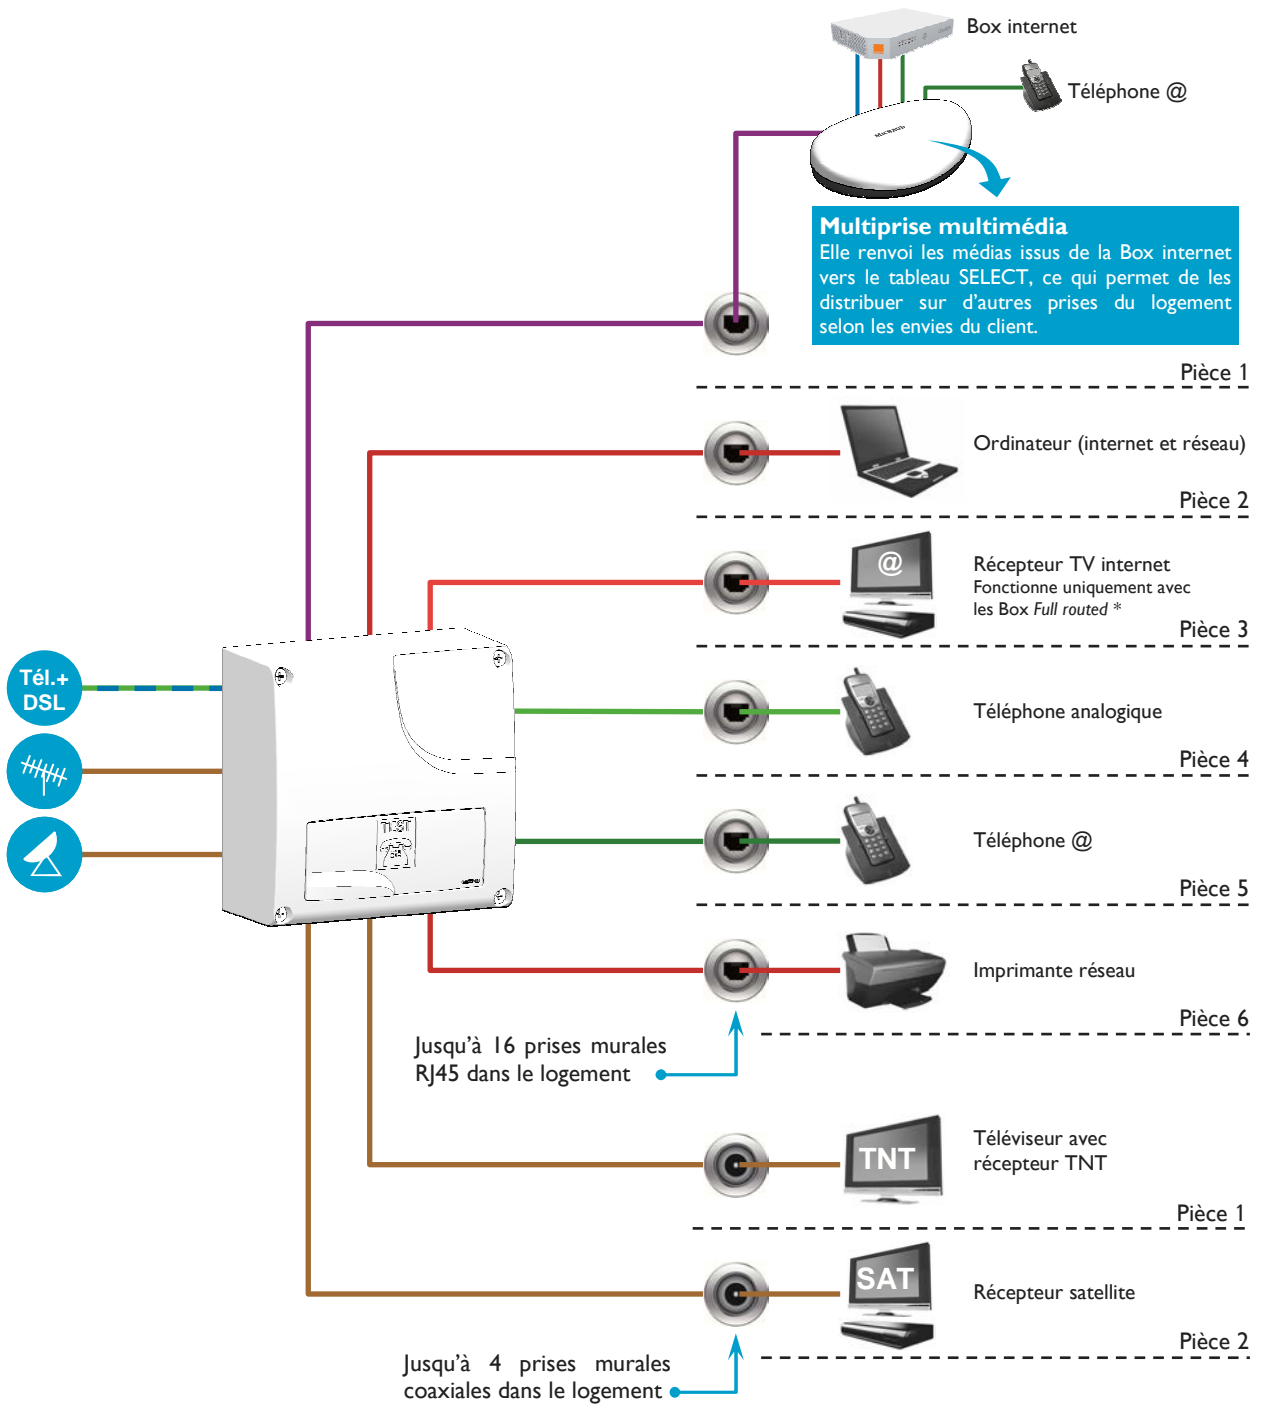 Box internet
Téléphone @
Multiprise multimédia
Elle renvoi les médias issus de la Box internet
vers le tableau SELECT, ce qui permet de les
distribuer sur d'autres prises du logement
selon les envies du client.
Pièce 1
Ordinateur (internet et réseau)
Pièce 2
@
Récepteur TV internet
Fonctionne uniquement avec
les Box Full routed *
Pièce 3
Tél.+
DSL
Téléphone analogique
Pièce 4
TEST
Téléphone @
Pièce 5
Imprimante réseau
Pièce 6
Jusqu'à 16 prises murales
RJ45 dans le logement
TNT
Téléviseur avec
récepteur TNT
Pièce 1
SAT
Récepteur satellite
Pièce 2
Jusqu'à 4 prises murales
coaxiales dans le logement